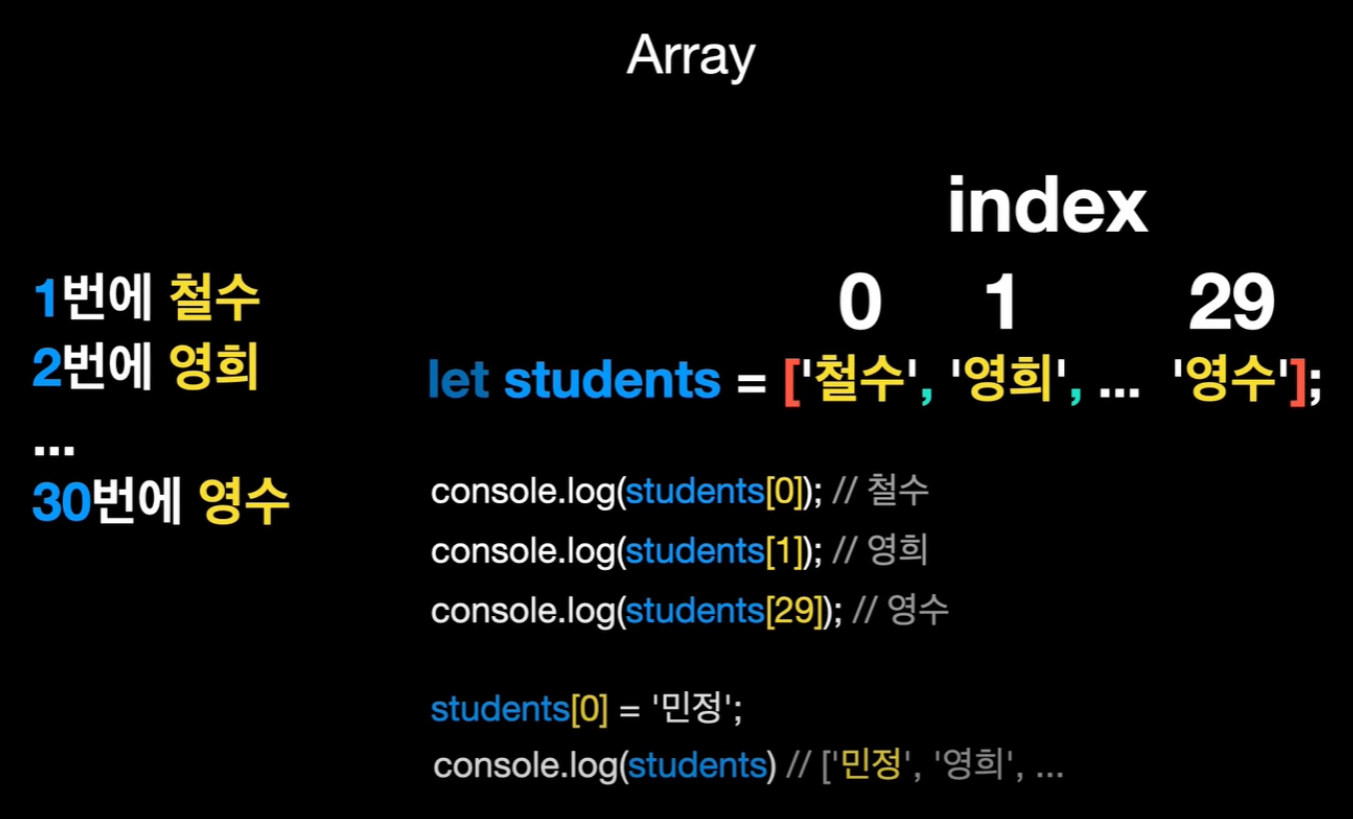 Array
index
0 1 29
1번에 철수
2번에 영희
...
30번에 영수
let students = ['철수', '영희', ... '영수'];
console.log(students[0]); // 철수
console.log(students[1]); // 영희
console.log(students[29]); // 영수
students[0] = '민정';
console.log(students) // ['민정', '영희', ...